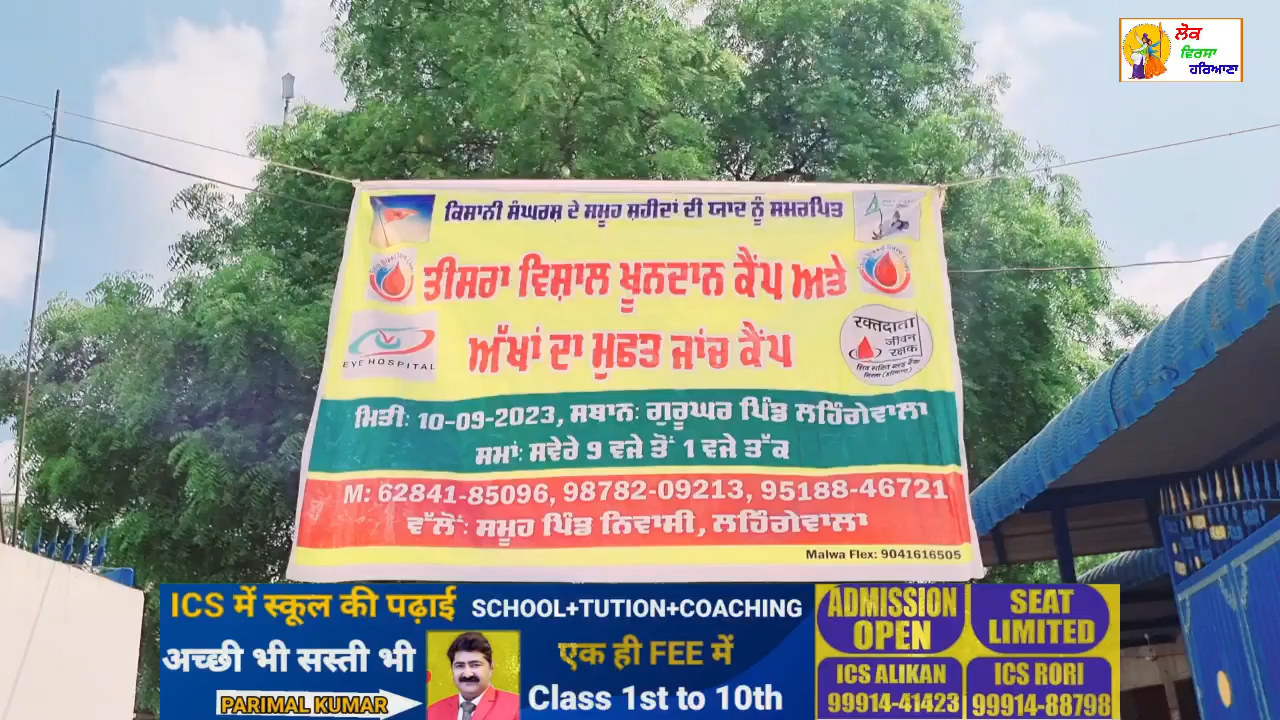 ਲੋਕ
ਵਿਰਸਾ
ਹਰਿਆਣਾ
ਕਿਸਾਨੀ ਸੰਘਰਸ਼ ਦੇ ਸਮੂਹ ਸ਼ਹੀਦਾਂ ਦੀ ਯਾਦ ਨੂੰ ਸਮਰਪਿਤ
ਤੀਸਰਾ ਵਿਸ਼ਾਲ ਖੂਨਦਾਨ ਕੈਂਪ ਅਤੇ
ਅੱਖਾਂ ਦਾ ਮੁਫਤ ਜਾਂਚ ਕੈਂਪ
EYE HOSPITAL
रक्तदाता
जीवन
रक्षक
ਮਿਤੀ: 10-09-2023, ਸਥਾਨ: ਗੁਰੂਘਰ ਪਿੰਡ ਲਹਿੰਗੇਵਾਲਾ
ਸਮਾਂ: ਸਵੇਰੇ 9 ਵਜੇ ਤੋਂ 1 ਵਜੇ ਤੱਕ
M: 62841-85096, 98782-09213, 95188-46721
ਵੱਲੋਂ: ਸਮੂਹ ਪਿੰਡ ਨਿਵਾਸੀ, ਲਹਿੰਗੇਵਾਲਾ
Malwa Flex: 9041616505
ICS में स्कूल की पढ़ाई
अच्छी भी सस्ती भी
PARIMAL KUMAR
SCHOOL+TUTION+COACHING
एक ही FEE में
Class 1st to 10th
ADMISSION OPEN
SEAT LIMITED
ICS ALIKAN
99914-41423
ICS RORI
99914-88798